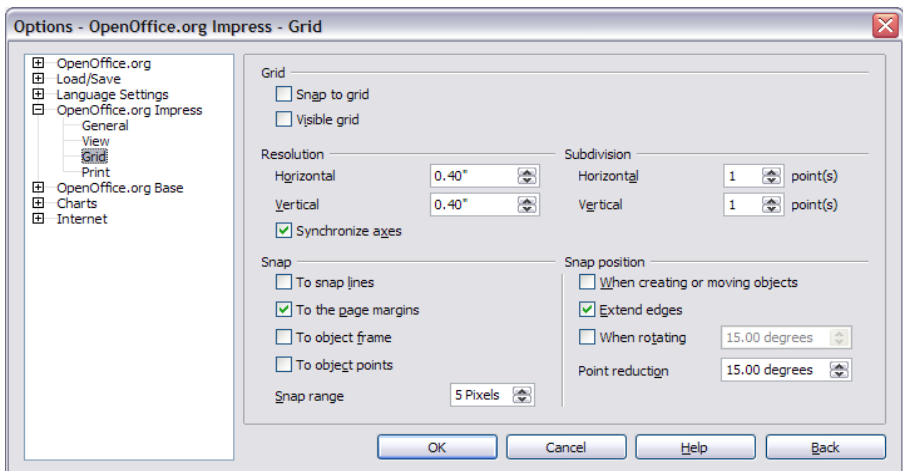 Options - OpenOffice.org Impress - Grid
OpenOffice.org
Load/Save
Language Settings
OpenOffice.org Impress
General
View
Grid
Print
OpenOffice.org Base
Charts
Internet
Grid
Snap to grid
Visible grid
Resolution
Horizontal 0.40"
Vertical 0.40"
Synchronize axes
Subdivision
Horizontal 1 point(s)
Vertical 1 point(s)
Snap
To snap lines
To the page margins
To object frame
To object points
Snap range 5 Pixels
Snap position
When creating or moving objects
Extend edges
When rotating 15.00 degrees
Point reduction 15.00 degrees
OK Cancel Help Back